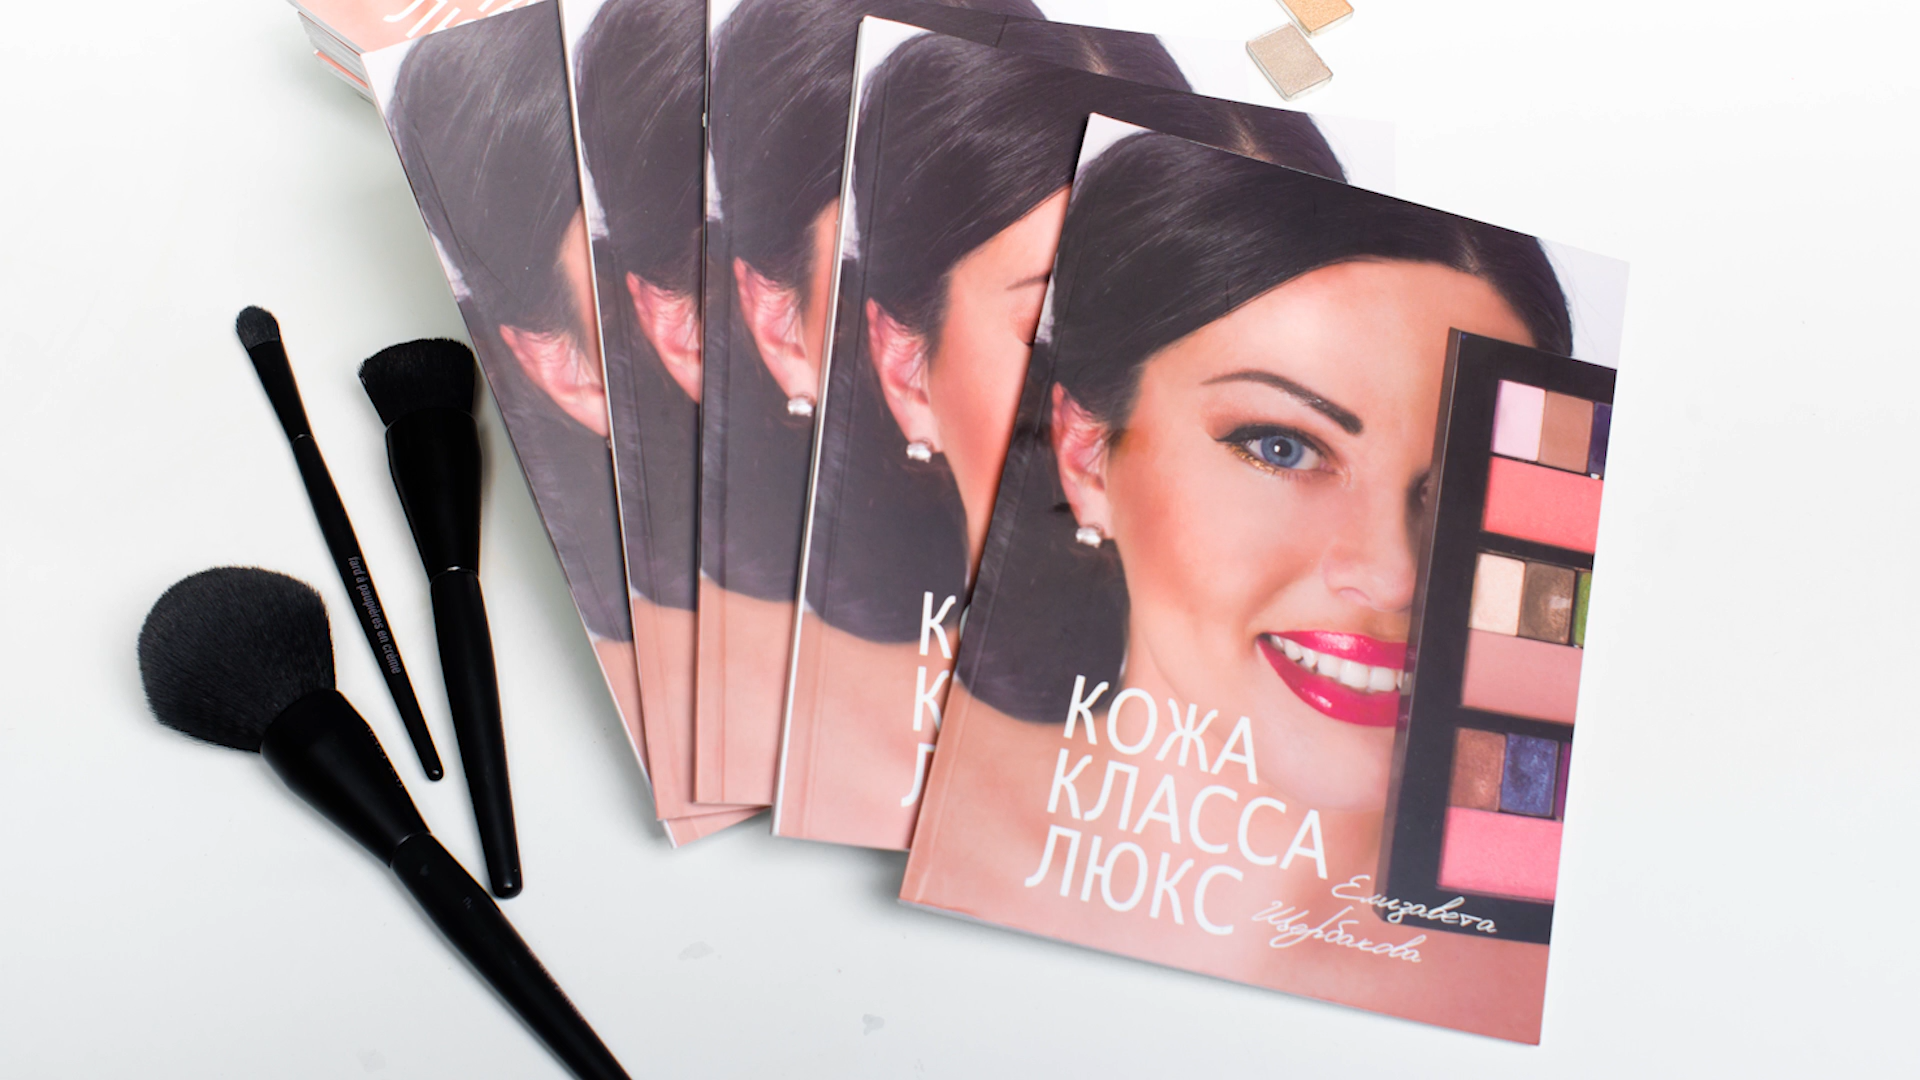 КОЖА
КЛАССА
ЛЮКС
Елизавета
Щербакова
К
К
Л
fard à paupières en crème